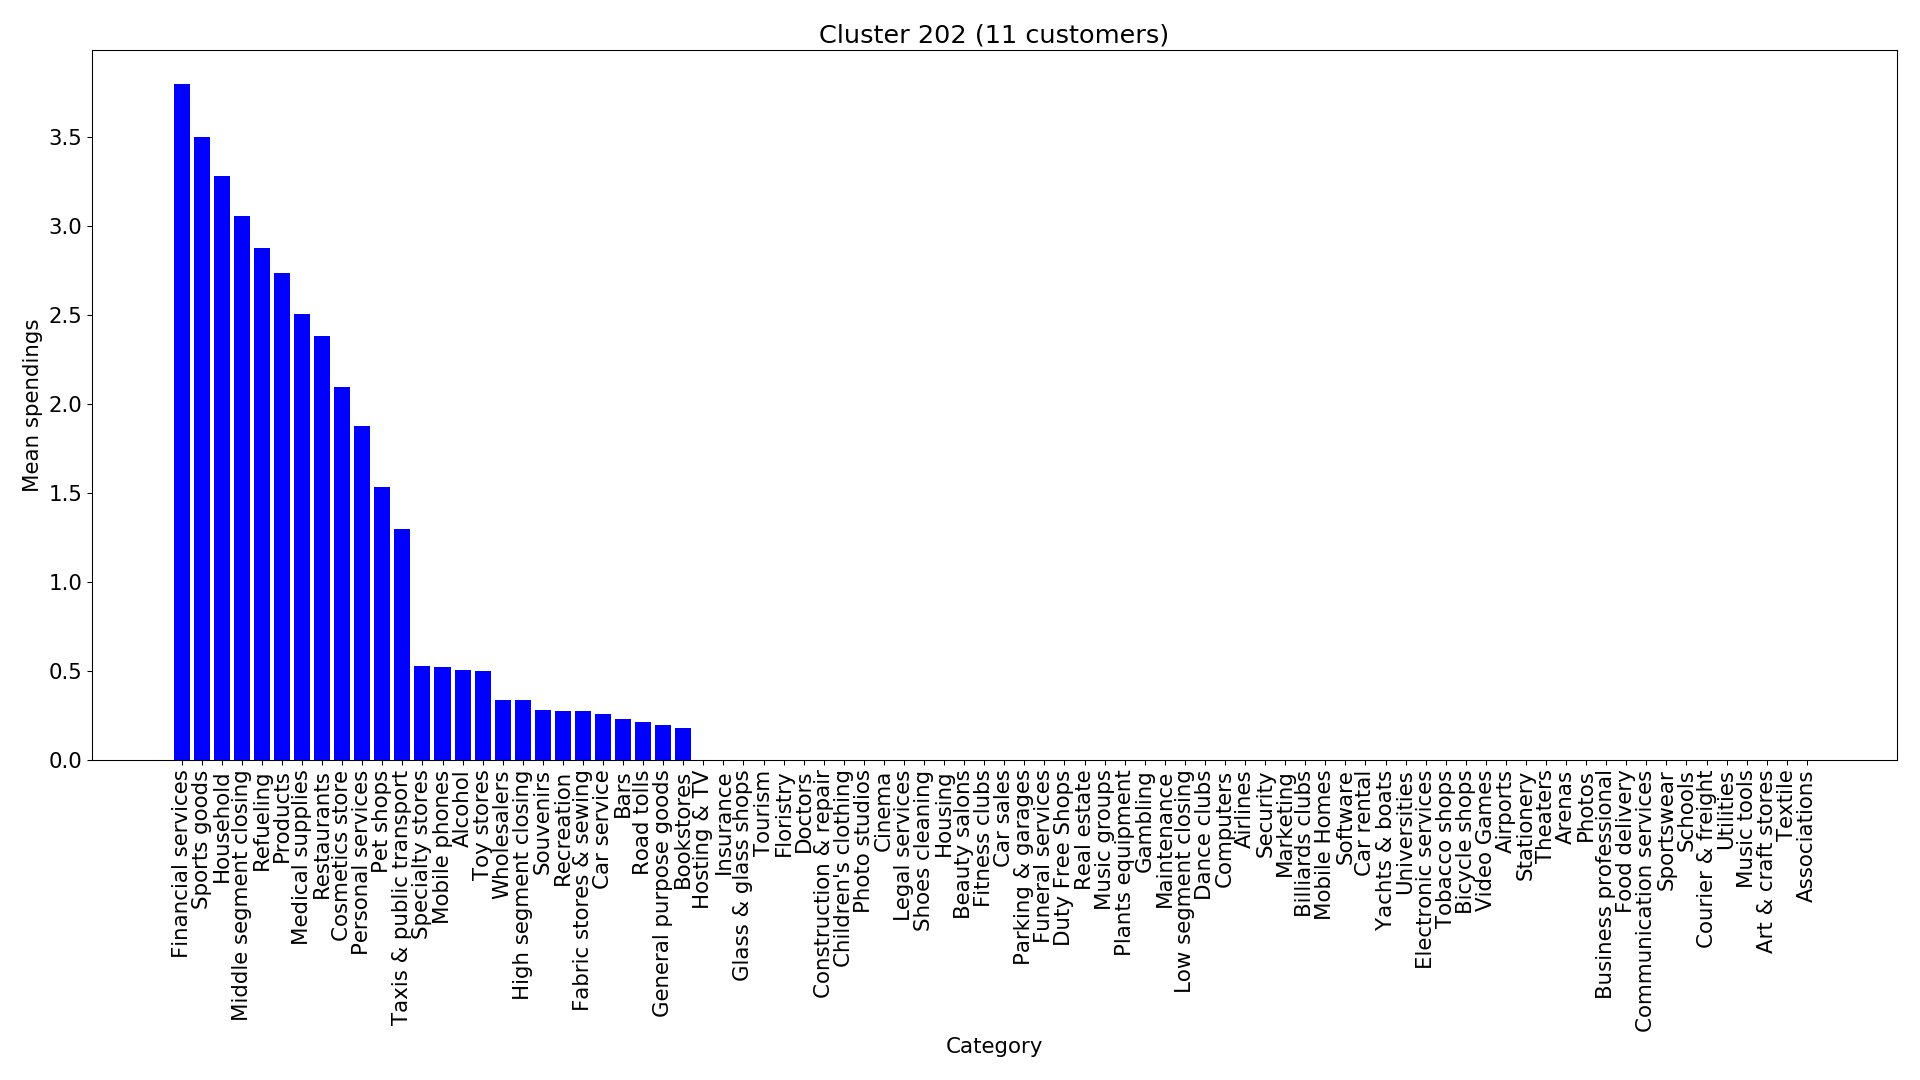 Cluster 202 (11 customers)
Mean spendings
3.5
3.0
2.5
2.0
1.5
1.0
0.5
0.0
Financial services
Sports goods
Household
Middle segment closing
Refueling
Products
Medical supplies
Restaurants
Cosmetics store
Personal services
Pet shops
Taxis & public transport
Specialty stores
Mobile phones
Alcohol
Toy stores
Wholesalers
High segment closing
Souvenirs
Recreation
Fabric stores & sewing
Car service
Bars
Road tolls
General purpose goods
Bookstores
Hosting & TV
Insurance
Glass & glass shops
Tourism
Floristry
Doctors
Construction & repair
Children's clothing
Photo studios
Cinema
Legal services
Shoes cleaning
Housing
Beauty salons
Fitness clubs
Car sales
Parking & garages
Funeral services
Duty Free Shops
Real estate
Music groups
Plants equipment
Gambling
Maintenance
Low segment closing
Dance clubs
Computers
Airlines
Security
Marketing
Billiards clubs
Mobile Homes
Software
Car rental
Yachts & boats
Universities
Electronic services
Tobacco shops
Bicycle shops
Video Games
Airports
Stationery
Theaters
Arenas
Photos
Business professional
Food delivery
Communication services
Sportswear
Schools
Courier & freight
Utilities
Music tools
Art & craft stores
Textile
Associations
Category